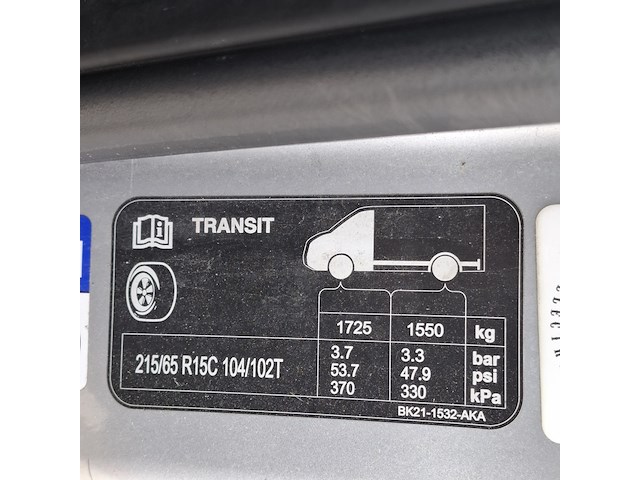 TRANSIT
1725 1550 kg
215/65 R15C 104/102T
3.7 3.3 bar
53.7 47.9 psi
370 330 kPa
BK21-1532-AKA